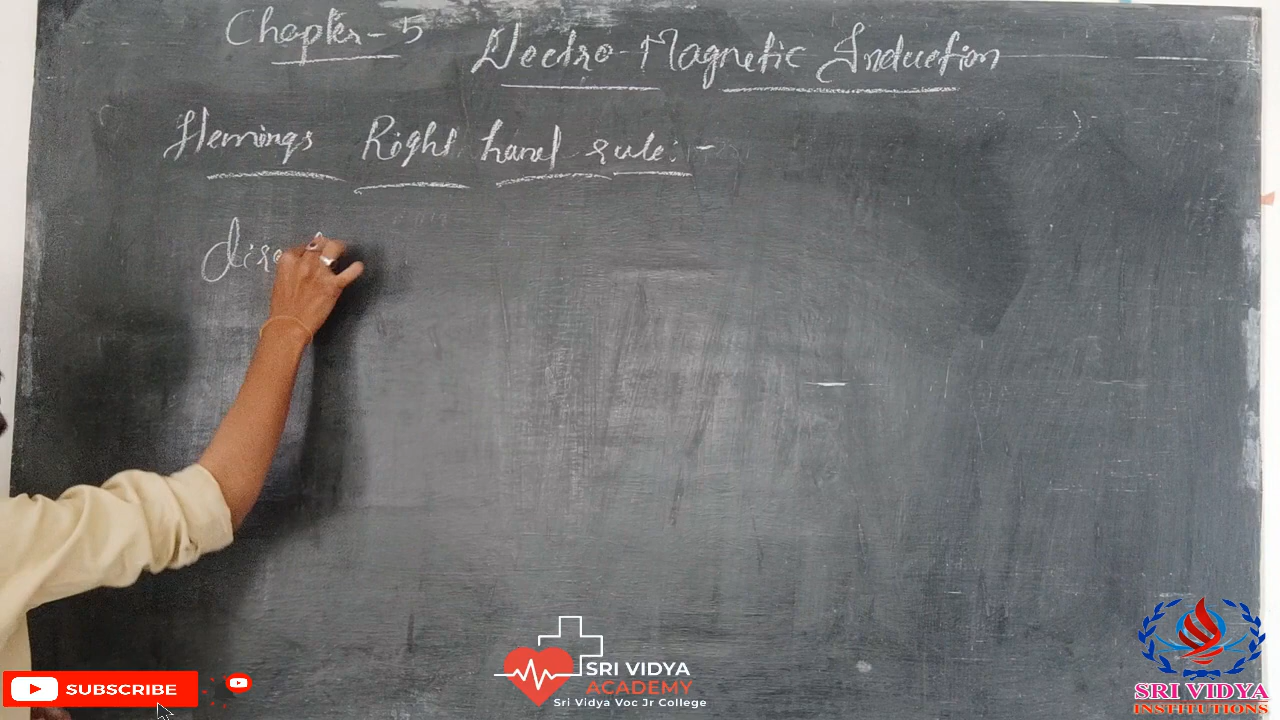 Chapter-5 Electro-Magnetic Induction
Flemings Right hand rule:-
SUBSCRIBE
SRI VIDYA
ACADEMY
Sri Vidya Voc Jr College
SRI VIDYA
INSTITUTIONS